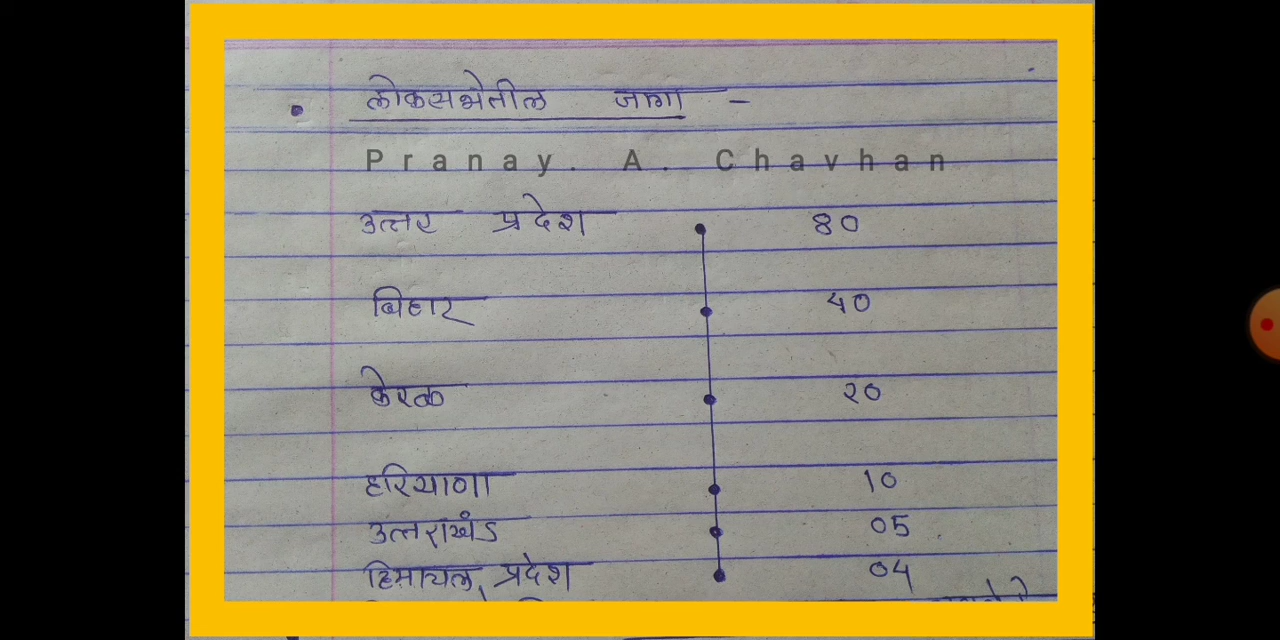 • लोकसभेतील जागा –
Pranay. A. Chavhan
उत्तर प्रदेश 80
बिहार 40
केरळ 20
हरियाणा 10
उत्तराखंड 05
हिमाचल, प्रदेश 04